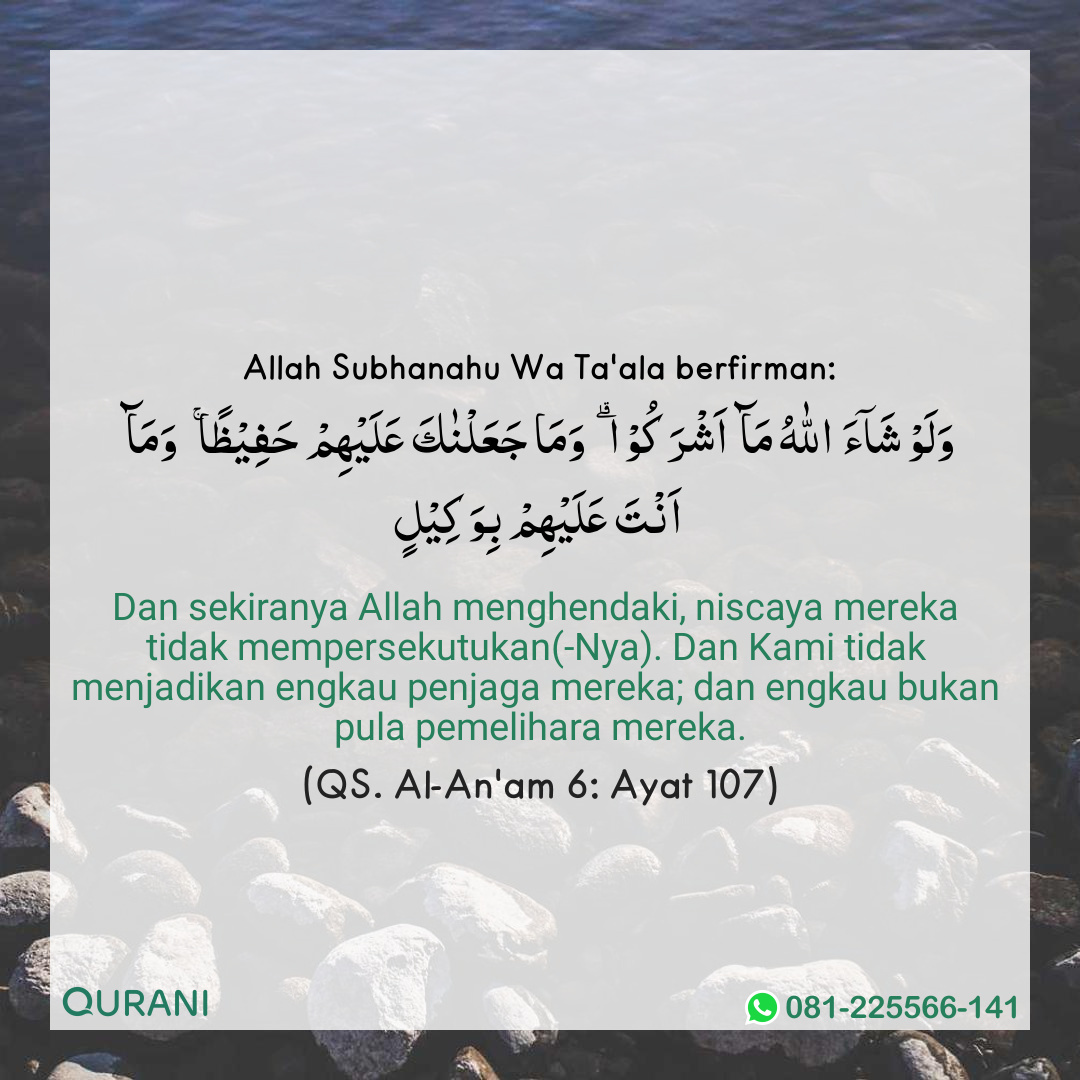 Allah Subhanahu Wa Ta'ala berfirman:
وَلَوْ شَآءَ اللّٰهُ مَاۤ اَشْرَكُوْا ۗ وَمَا جَعَلْنٰكَ عَلَيْهِمْ حَفِيْظًا ۚ وَمَاۤ
اَنْتَ عَلَيْهِمْ بِوَكِيْلٍ
Dan sekiranya Allah menghendaki, niscaya mereka
tidak mempersekutukan(-Nya). Dan Kami tidak
menjadikan engkau penjaga mereka; dan engkau bukan
pula pemelihara mereka.
(QS. Al-An'am 6: Ayat 107)
QURANI
081-225566-141